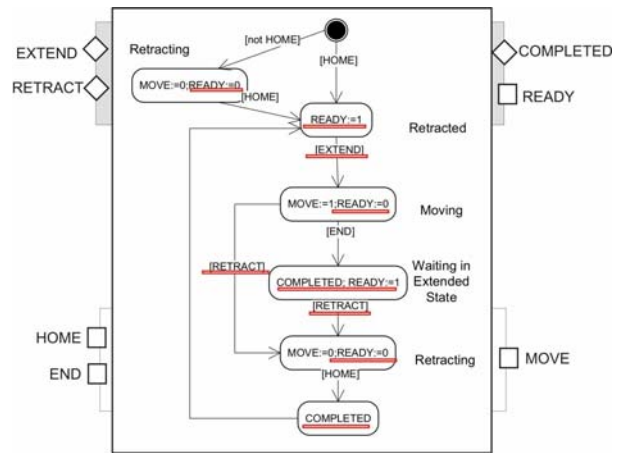 [not HOME]
EXTEND
Retracting
[HOME]
COMPLETED
RETRACT
MOVE:=0;READY:=0
READY
[HOME]
READY:=1
Retracted
[EXTEND]
MOVE:=1;READY:=0
Moving
[END]
[RETRACT]
COMPLETED; READY:=1
Waiting in
Extended
State
[RETRACT]
HOME
MOVE:=0;READY:=0
Retracting
MOVE
END
[HOME]
COMPLETED